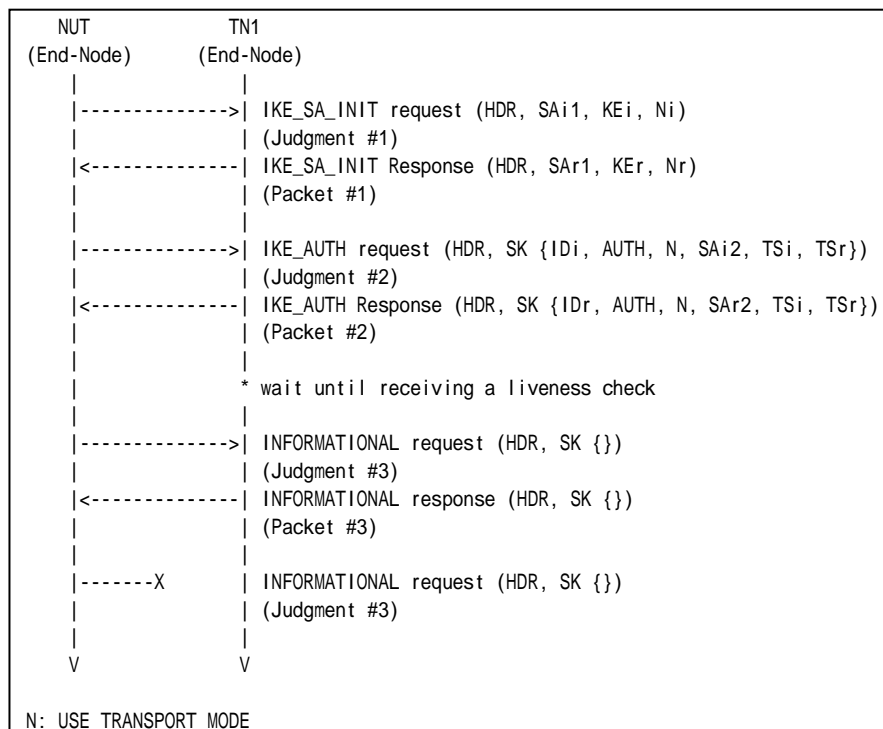 NUT TN1
(End-Node) (End-Node)
| |
|-------------->| IKE_SA_INIT request (HDR, SAi1, KEi, Ni)
| | (Judgment #1)
|<--------------| IKE_SA_INIT Response (HDR, SAr1, KEr, Nr)
| | (Packet #1)
| |
|-------------->| IKE_AUTH request (HDR, SK {IDi, AUTH, N, SAi2, TSi, TSr})
| | (Judgment #2)
|<--------------| IKE_AUTH Response (HDR, SK {IDr, AUTH, N, SAr2, TSi, TSr})
| | (Packet #2)
| |
| * wait until receiving a liveness check
| |
|-------------->| INFORMATIONAL request (HDR, SK {})
| | (Judgment #3)
|<--------------| INFORMATIONAL response (HDR, SK {})
| | (Packet #3)
| |
|-------X | INFORMATIONAL request (HDR, SK {})
| | (Judgment #3)
| |
V V
N: USE TRANSPORT MODE